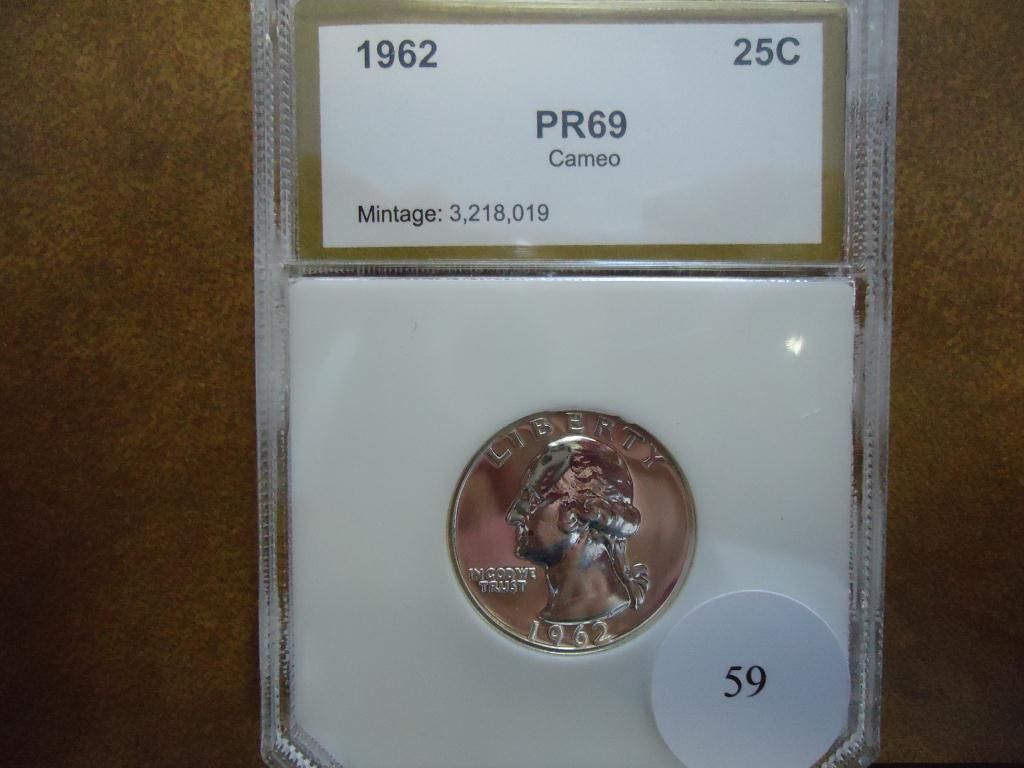 1962 25C
PR69
Cameo
Mintage: 3,218,019
LIBERTY
IN GOD WE
TRUST
1962
59